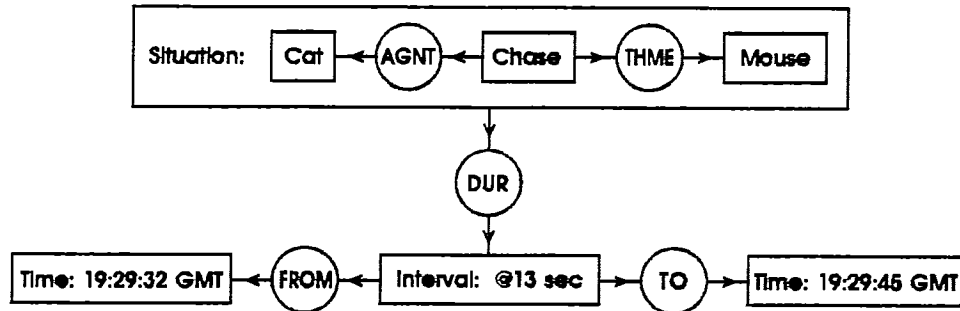 Situation: Cat AGNT Chase THME Mouse
DUR
Time: 19:29:32 GMT FROM Interval: @13 sec TO Time: 19:29:45 GMT